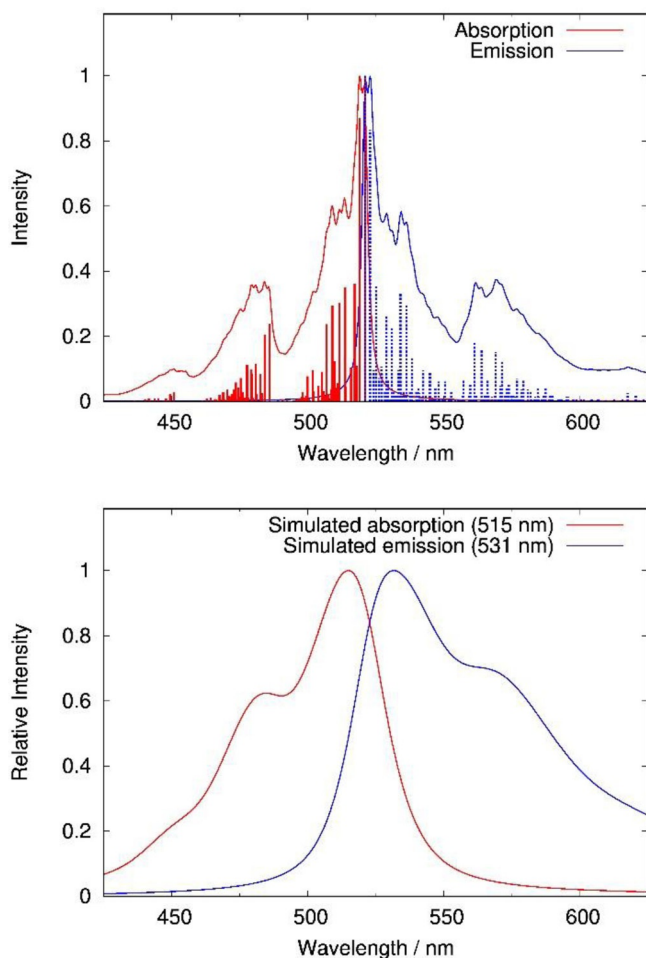 Absorption
Emission
1
0.8
0.6
0.4
0.2
0
Intensity
450 500 550 600
Wavelength / nm
Simulated absorption (515 nm)
Simulated emission (531 nm)
1
0.8
0.6
0.4
0.2
0
Relative Intensity
450 500 550 600
Wavelength / nm